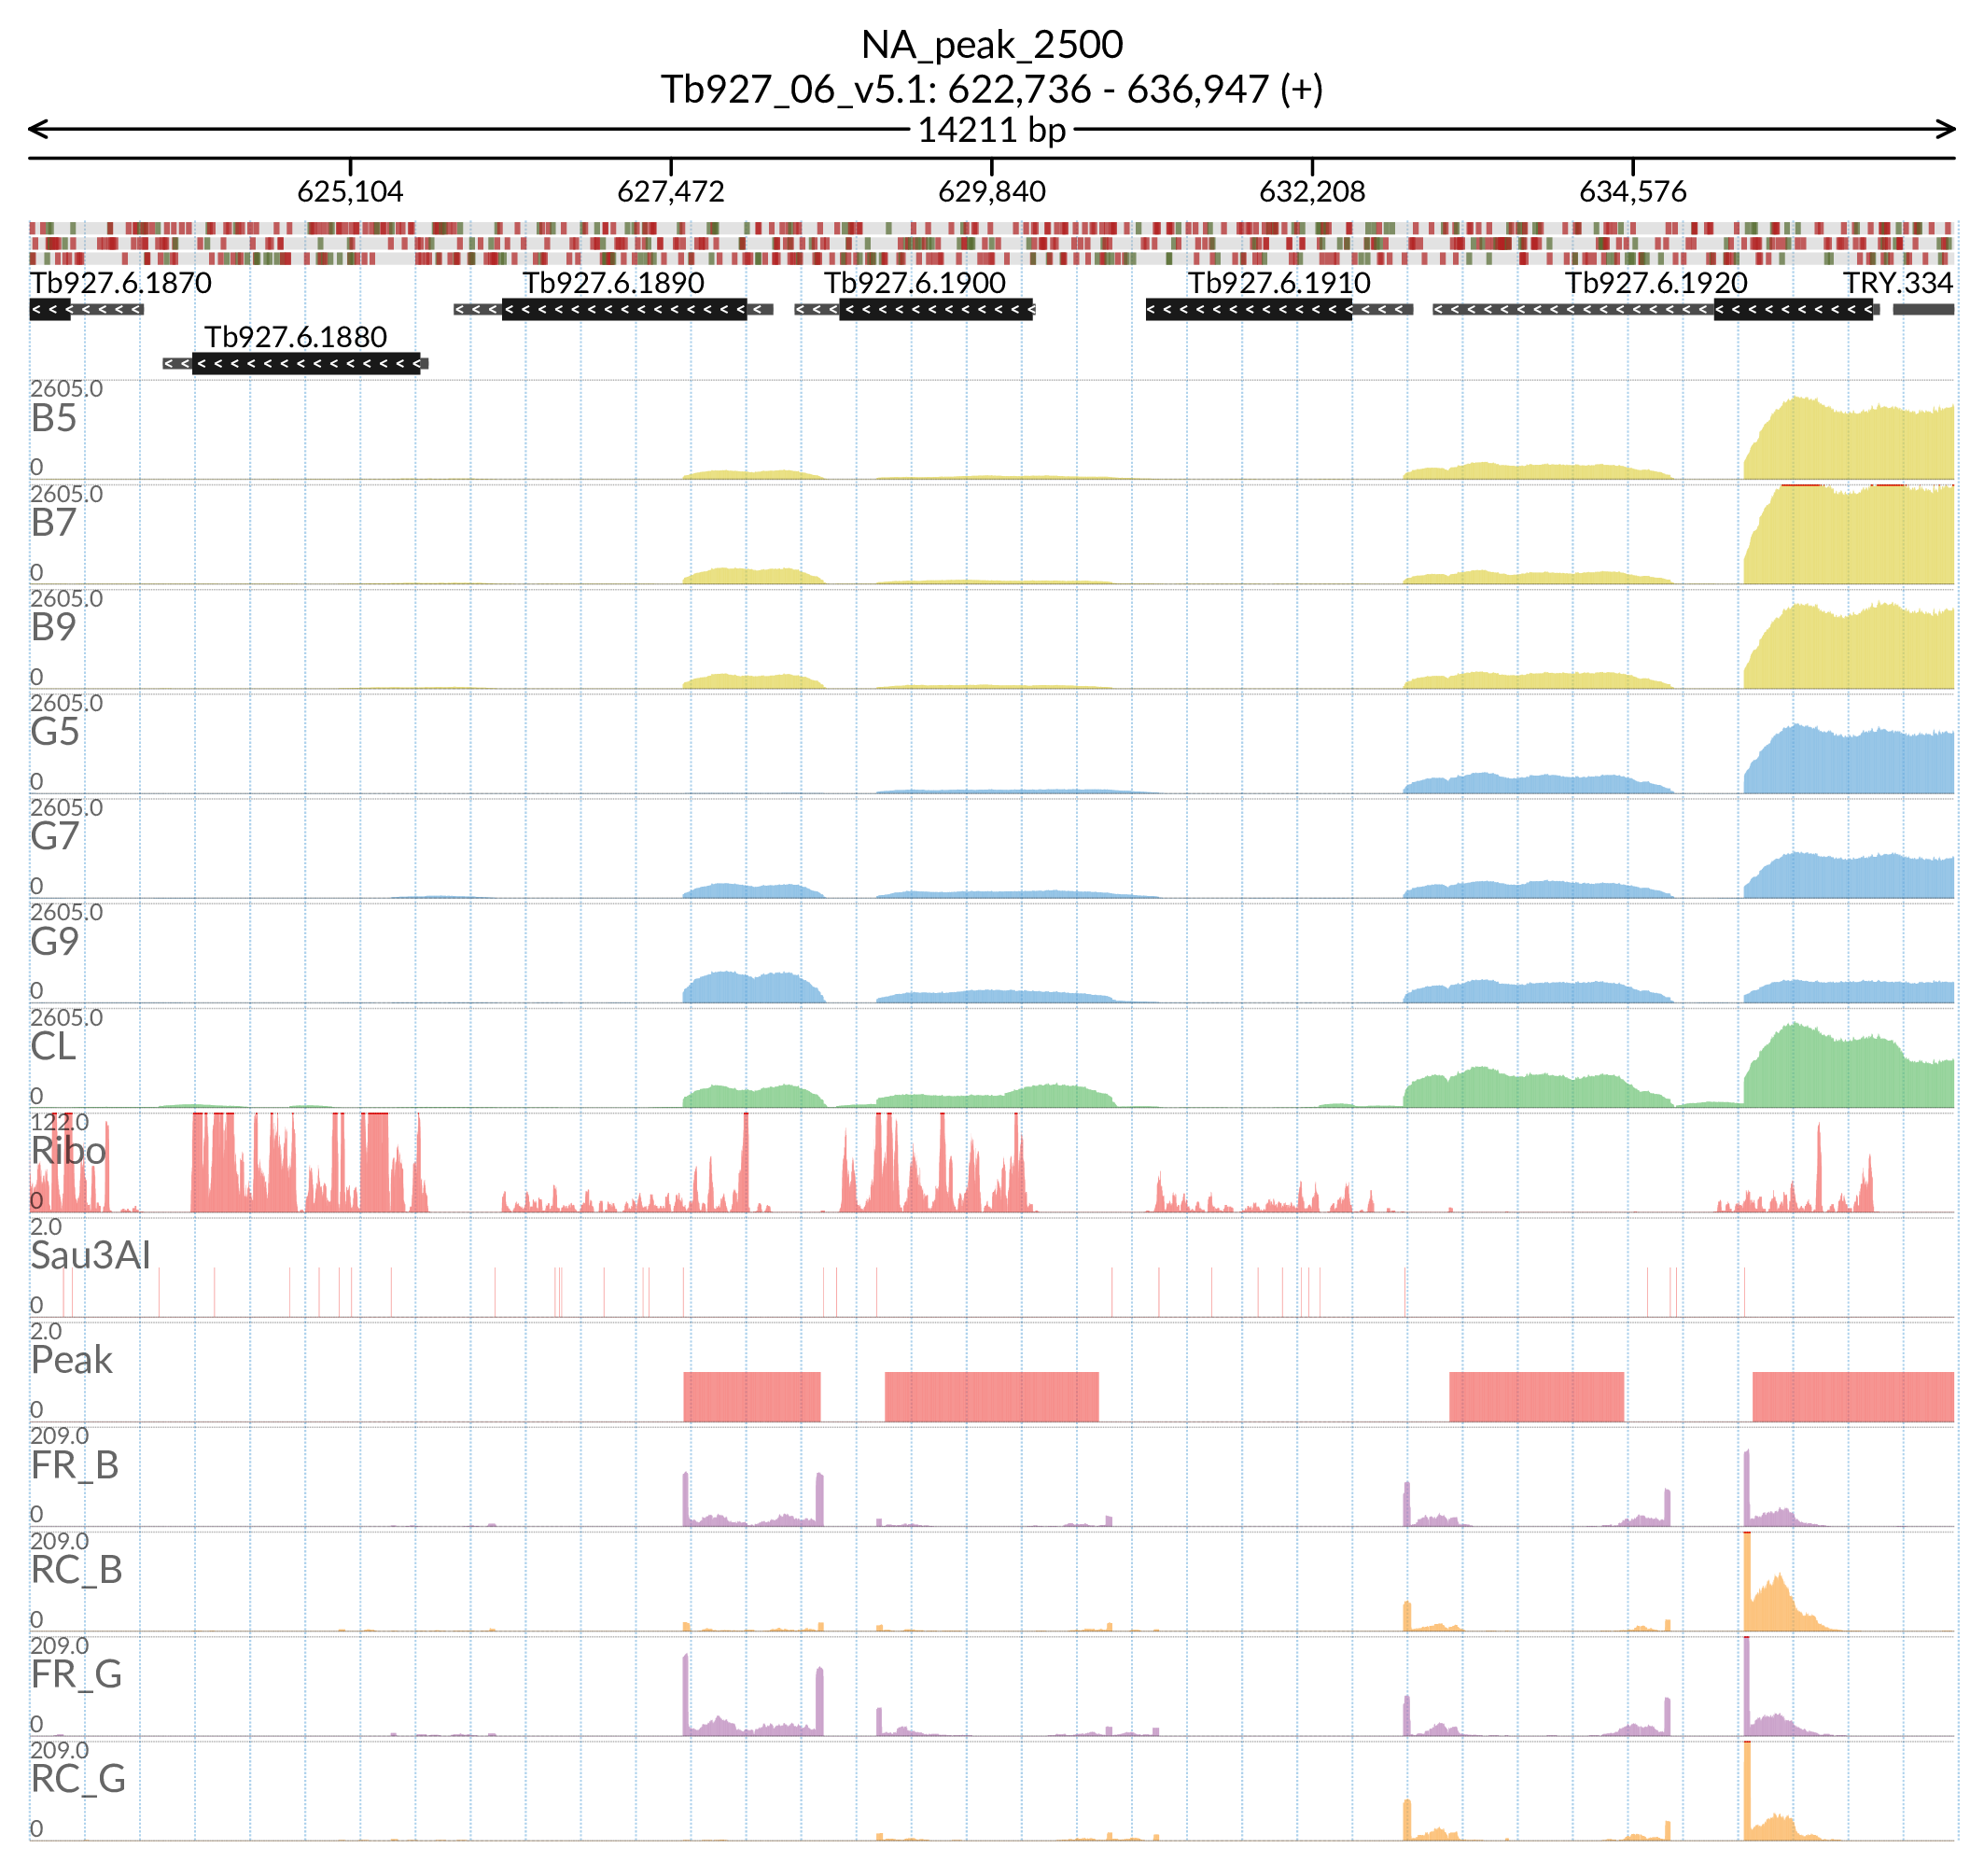 NA_peak_2500
Tb927_06_v5.1: 622,736 - 636,947 (+)
14211 bp
625,104 627,472 629,840 632,208 634,576
Tb927.6.1870 Tb927.6.1890 Tb927.6.1900 Tb927.6.1910 Tb927.6.1920 TRY.334
Tb927.6.1880
2605.0
B5
0
2605.0
B7
0
2605.0
B9
0
2605.0
G5
0
2605.0
G7
0
2605.0
G9
0
2605.0
CL
0
122.0
Ribo
0
2.0
Sau3AI
0
2.0
Peak
0
209.0
FR_B
0
209.0
RC_B
0
209.0
FR_G
0
209.0
RC_G
0